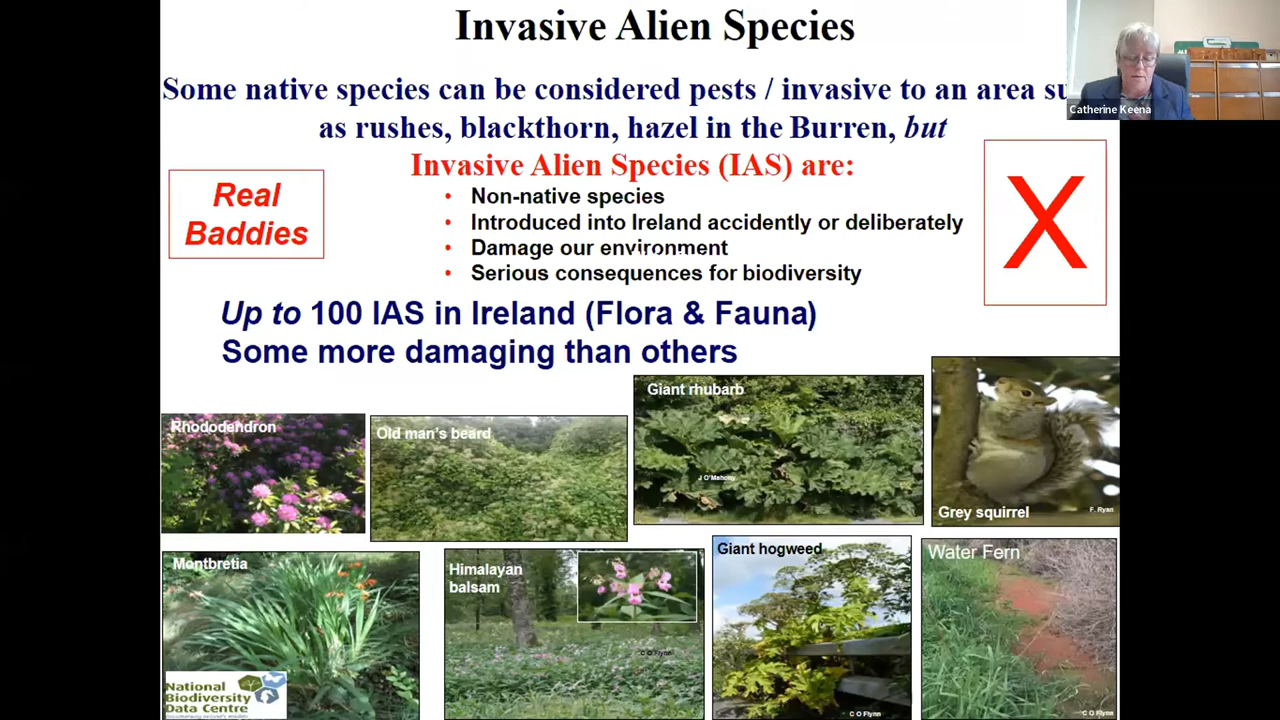 Invasive Alien Species
Some native species can be considered pests / invasive to an area
as rushes, blackthorn, hazel in the Burren, but
Invasive Alien Species (IAS) are:
Real
Baddies
• Non-native species
• Introduced into Ireland accidently or deliberately
• Damage our environment
• Serious consequences for biodiversity
X
Up to 100 IAS in Ireland (Flora & Fauna)
Some more damaging than others
Catherine Keena
Rhododendron
Old man's beard
Giant rhubarb
J O'Mahony
Grey squirrel
F. Ryan
Montbretia
National
Biodiversity
Data Centre
Himalayan
balsam
C O Flynn
Giant hogweed
C O Flynn
Water Fern
C O Flynn